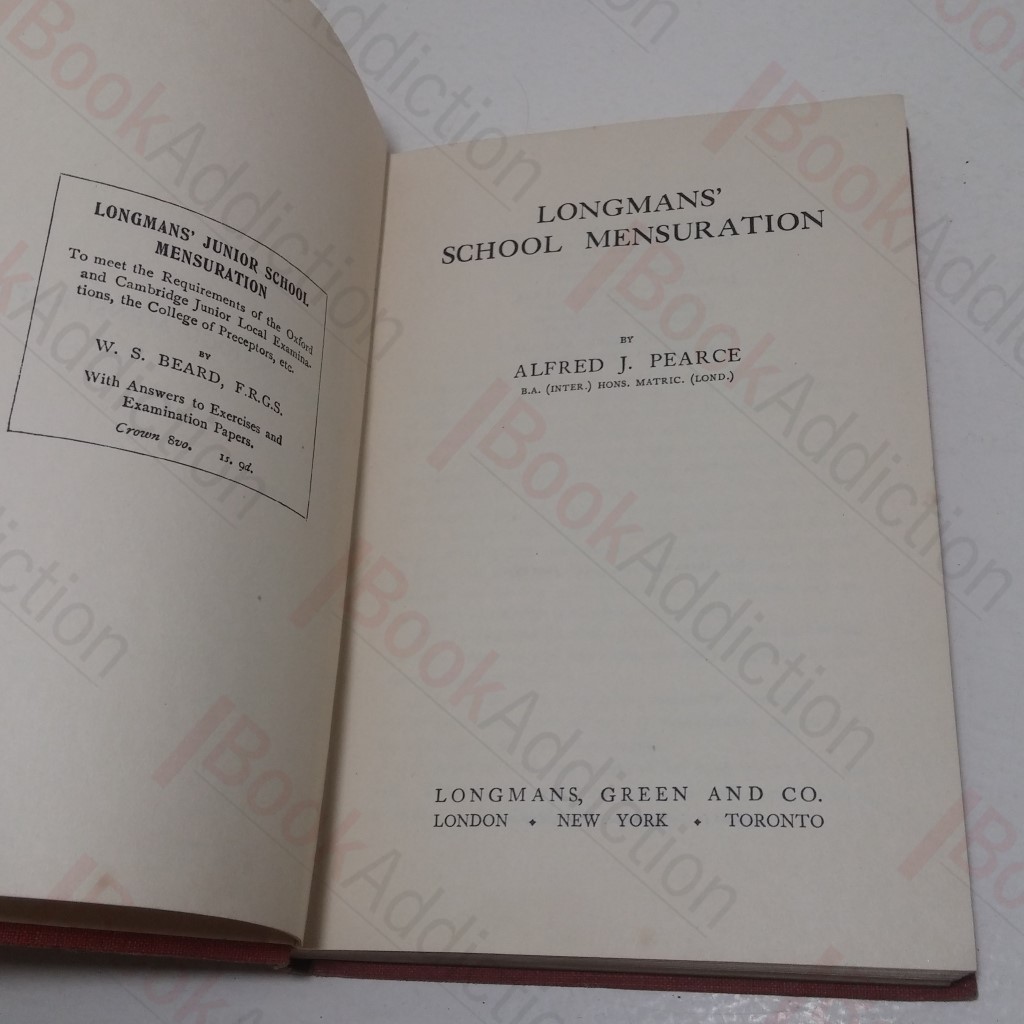 LONGMANS' JUNIOR SCHOOL
MENSURATION
To meet the Requirements of the Oxford
and Cambridge Junior Local Examina-
tions, the College of Preceptors, etc.
BY
W. S. BEARD, F.R.G.S.
With Answers to Exercises and
Examination Papers.
Crown 8vo. 1s. 9d.
LONGMANS'
SCHOOL MENSURATION
BY
ALFRED J. PEARCE
B.A. (INTER.) HONS. MATRIC. (LOND.)
LONGMANS, GREEN AND CO.
LONDON • NEW YORK • TORONTO
BookAddiction